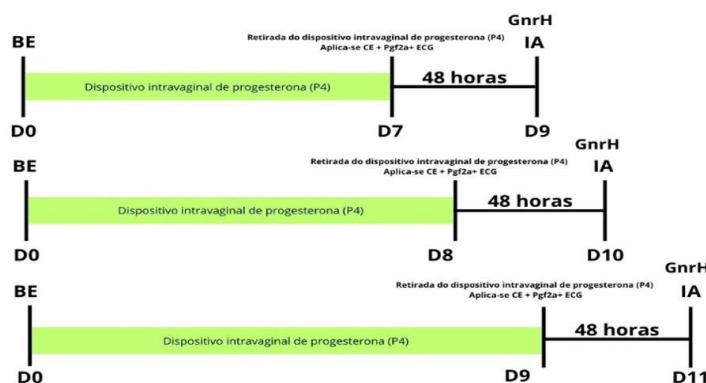 GnrH
BE
Retirada do dispositivo intravaginal de progesterona (P4)
Aplica-se CE + Pgf2a+ ECG
IA
Dispositivo intravaginal de progesterona (P4)
48 horas
D0
D7
D9
GnrH
BE
Retirada do dispositivo intravaginal de progesterona (P4)
Aplica-se CE + Pgf2a+ ECG
IA
Dispositivo intravaginal de progesterona (P4)
48 horas
D0
D8
D10
GnrH
BE
Retirada do dispositivo intravaginal de progesterona (P4)
Aplica-se CE + Pgf2a+ ECG
IA
Dispositivo intravaginal de progesterona (P4)
48 horas
D0
D9
D11